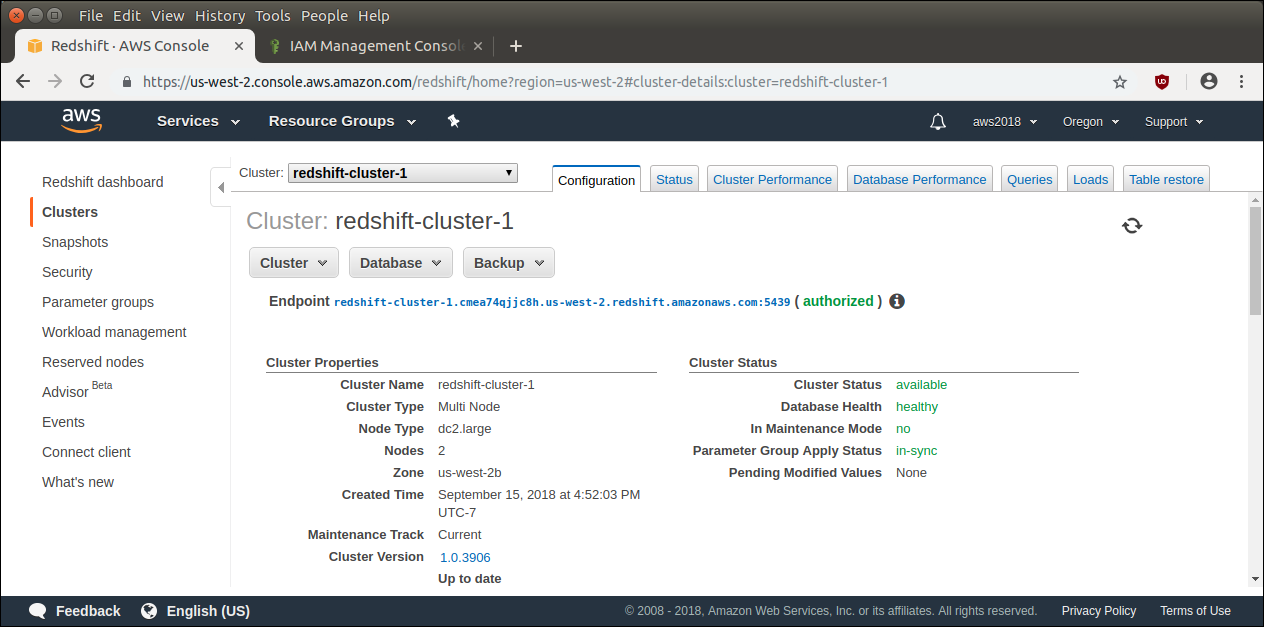 File Edit View History Tools People Help
Redshift · AWS Console
IAM Management Consol
https://us-west-2.console.aws.amazon.com/redshift/home?region=us-west-2#cluster-details:cluster=redshift-cluster-1
aws Services Resource Groups aws2018 Oregon Support
Redshift dashboard
Clusters
Snapshots
Security
Parameter groups
Workload management
Reserved nodes
Advisor Beta
Events
Connect client
What's new
Cluster: redshift-cluster-1
Configuration Status Cluster Performance Database Performance Queries Loads Table restore
Cluster: redshift-cluster-1
Cluster Database Backup
Endpoint redshift-cluster-1.cmea74qjjc8h.us-west-2.redshift.amazonaws.com:5439 ( authorized )
Cluster Properties
Cluster Name redshift-cluster-1
Cluster Type Multi Node
Node Type dc2.large
Nodes 2
Zone us-west-2b
Created Time September 15, 2018 at 4:52:03 PM
UTC-7
Maintenance Track Current
Cluster Version 1.0.3906
Up to date
Cluster Status
Cluster Status available
Database Health healthy
In Maintenance Mode no
Parameter Group Apply Status in-sync
Pending Modified Values None
Feedback English (US) © 2008 - 2018, Amazon Web Services, Inc. or its affiliates. All rights reserved. Privacy Policy Terms of Use